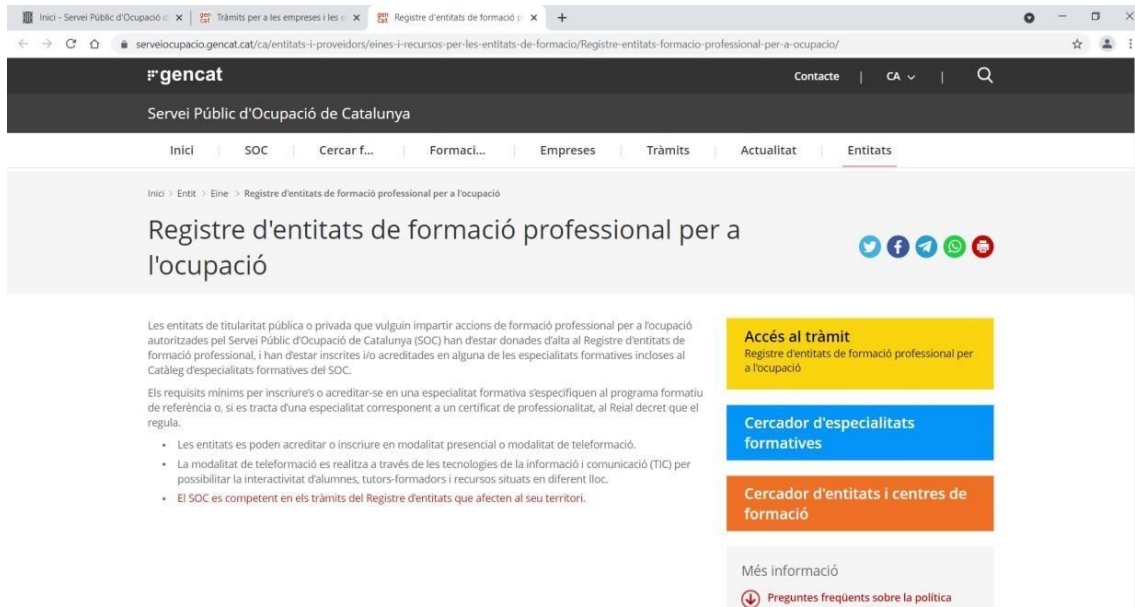 Inici - Servei Públic d'Ocupació d
Tràmits per a les empreses i les e
Registre d'entitats de formació p
serveiocupacio.gencat.cat/ca/entitats-i-proveidors/eines-i-recursos-per-les-entitats-de-formacio/Registre-entitats-formacio-professional-per-a-ocupacio/
gencat
Contacte | CA |
Servei Públic d'Ocupació de Catalunya
Inici | SOC | Cercar f... | Formaci... | Empreses | Tràmits | Actualitat | Entitats
Inici > Entit > Eine > Registre d'entitats de formació professional per a l'ocupació
Registre d'entitats de formació professional per a
l'ocupació
Les entitats de titularitat pública o privada que vulguin impartir accions de formació professional per a l'ocupació
autoritzades pel Servei Públic d'Ocupació de Catalunya (SOC) han d'estar donades d'alta al Registre d'entitats de
formació professional, i han d'estar inscrites i/o acreditades en alguna de les especialitats formatives incloses al
Catàleg d'especialitats formatives del SOC.
Els requisits mínims per inscriure's o acreditar-se en una especialitat formativa s'especifiquen al programa formatiu
de referència o, si es tracta d'una especialitat corresponent a un certificat de professionalitat, al Reial decret que el
regula.
• Les entitats es poden acreditar o inscriure en modalitat presencial o modalitat de teleformació.
• La modalitat de teleformació es realitza a través de les tecnologies de la informació i comunicació (TIC) per
possibilitar la interactivitat d'alumnes, tutors-formadors i recursos situats en diferent lloc.
• El SOC es competent en els tràmits del Registre d'entitats que afecten al seu territori.
Accés al tràmit
Registre d'entitats de formació professional per
a l'ocupació
Cercador d'especialitats
formatives
Cercador d'entitats i centres de
formació
Més informació
Preguntes freqüents sobre la política